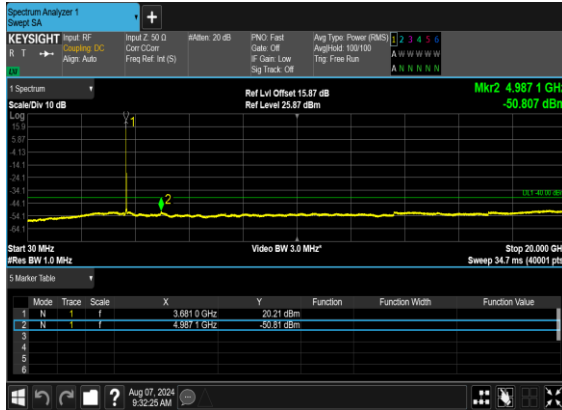 Spectrum Analyzer 1
Swept SA
+
KEYSIGHT Input: RF Input Z: 50 Ω #Atten: 20 dB PNO: Fast Avg Type: Power (RMS) 1 2 3 4 5 6
R T Coupling: DC Corr CCorr Gate: Off Avg|Hold: 100/100 A W W W W W
Align: Auto Freq Ref: Int (S) IF Gain: Low Trig: Free Run
Sig Track: Off A N N N N N
LXI
1 Spectrum
Scale/Div 10 dB
Ref Lvl Offset 15.87 dB
Ref Level 25.87 dBm
Mkr2 4.987 1 GHz
-50.807 dBm
Log
15.9
5.87
-4.13
-14.1
-24.1
-34.1
-44.1
-54.1
-64.1
1
2
DL1 -40.00 dBm
Start 30 MHz Video BW 3.0 MHz* Stop 20.000 GH
#Res BW 1.0 MHz Sweep 34.7 ms (40001 pts
5 Marker Table
Mode Trace Scale X Y Function Function Width Function Value
1 N 1 f 3.681 0 GHz 20.21 dBm
2 N 1 f 4.987 1 GHz -50.81 dBm
3
4
5
6
? Aug 07, 2024
9:32:25 AM